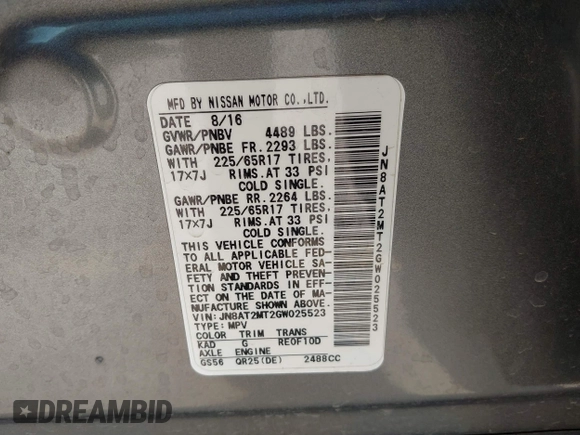 MFD BY NISSAN MOTOR CO.,LTD.
DATE 8/16
GVWR/PNBV 4489 LBS.
GAWR/PNBE FR. 2293 LBS.
WITH 225/65R17 TIRES.
17X7J RIMS. AT 33 PSI
COLD SINGLE.
GAWR/PNBE RR. 2264 LBS.
WITH 225/65R17 TIRES.
17X7J RIMS. AT 33 PSI
COLD SINGLE.
THIS VEHICLE CONFORMS
TO ALL APPLICABLE FED-
ERAL MOTOR VEHICLE SA-
FETY AND THEFT PREVEN-
TION STANDARDS IN EFF-
ECT ON THE DATE OF MA-
NUFACTURE SHOWN ABOVE.
VIN: JN8AT2MT2GW025523
TYPE: MPV
COLOR TRIM TRANS
KAD G RE0F10D
AXLE ENGINE
GS56 QR25(DE) 2488CC
JN8AT2MT2GW025523
DREAMBID